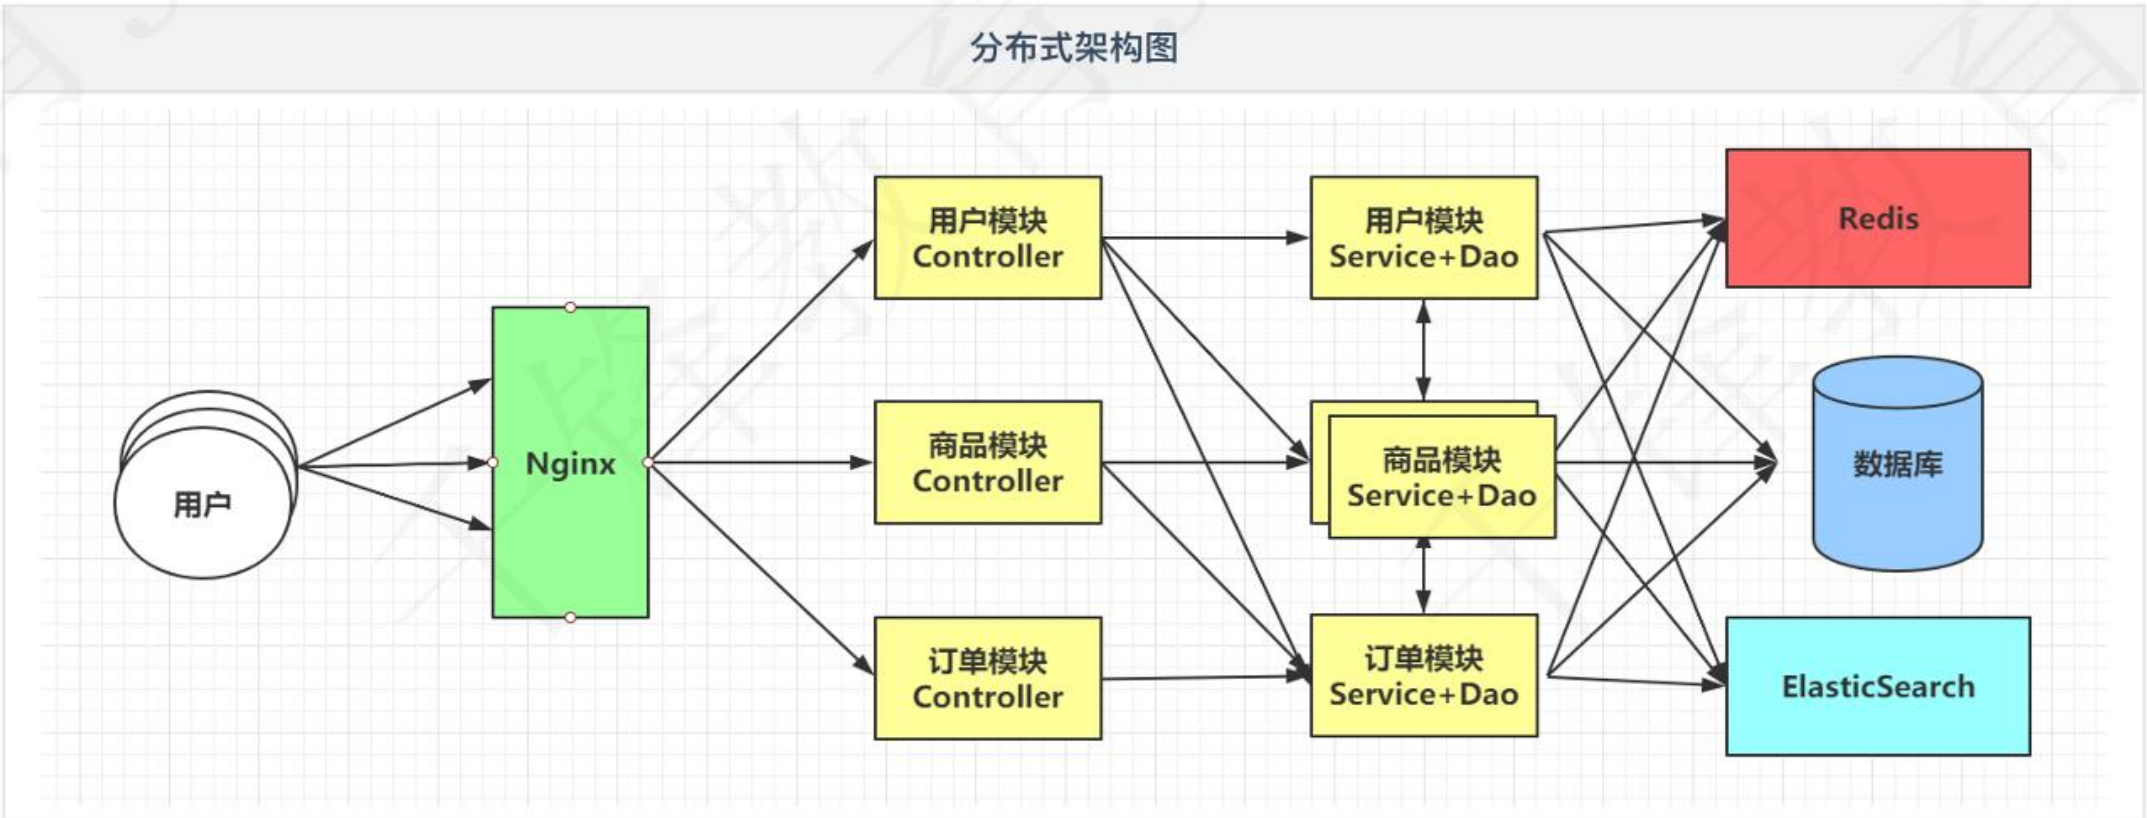 分布式架构图
用户
Nginx
用户模块
Controller
商品模块
Controller
订单模块
Controller
用户模块
Service+Dao
商品模块
Service+Dao
订单模块
Service+Dao
Redis
数据库
ElasticSearch